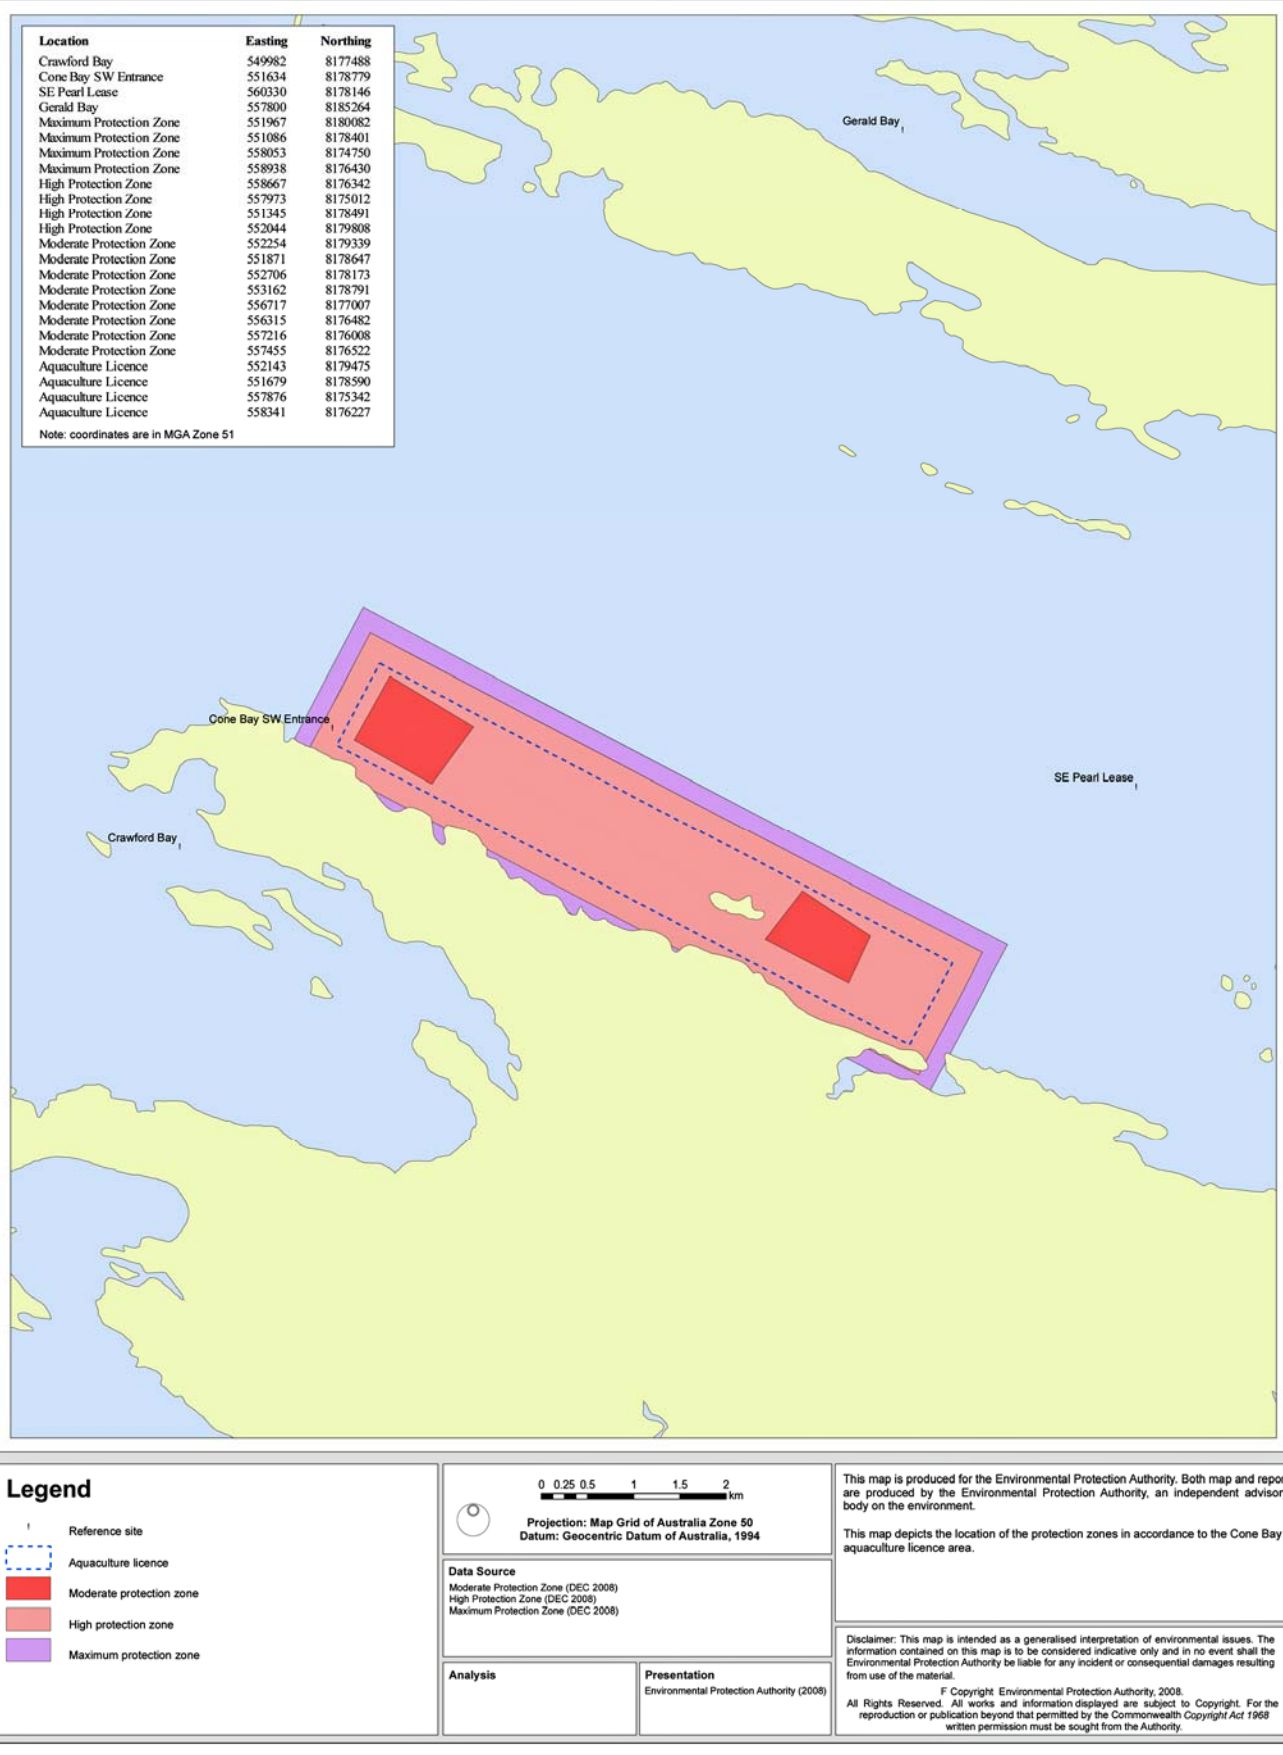 Location Easting Northing
Crawford Bay 549982 8177488
Cone Bay SW Entrance 551634 8178779
SE Pearl Lease 560330 8178146
Gerald Bay 557800 8185264
Maximum Protection Zone 551967 8180082
Maximum Protection Zone 551086 8178401
Maximum Protection Zone 558053 8174750
Maximum Protection Zone 558938 8176430
High Protection Zone 558667 8176342
High Protection Zone 557973 8175012
High Protection Zone 551345 8178491
High Protection Zone 552044 8179808
Moderate Protection Zone 552254 8179339
Moderate Protection Zone 551871 8178647
Moderate Protection Zone 552706 8178173
Moderate Protection Zone 553162 8178791
Moderate Protection Zone 556717 8177007
Moderate Protection Zone 556315 8176482
Moderate Protection Zone 557216 8176008
Moderate Protection Zone 557455 8176522
Aquaculture Licence 552143 8179475
Aquaculture Licence 551679 8178590
Aquaculture Licence 557876 8175342
Aquaculture Licence 558341 8176227
Note: coordinates are in MGA Zone 51
Gerald Bay
Cone Bay SW Entrance
SE Pearl Lease
Crawford Bay
Legend
Reference site
Aquaculture licence
Moderate protection zone
High protection zone
Maximum protection zone
0 0.25 0.5 1 1.5 2
km
Projection: Map Grid of Australia Zone 50
Datum: Geocentric Datum of Australia, 1994
Data Source
Moderate Protection Zone (DEC 2008)
High Protection Zone (DEC 2008)
Maximum Protection Zone (DEC 2008)
Analysis
Presentation
Environmental Protection Authority (2008)
This map is produced for the Environmental Protection Authority. Both map and repor
are produced by the Environmental Protection Authority, an independent advisor
body on the environment.
This map depicts the location of the protection zones in accordance to the Cone Bay
aquaculture licence area.
Disclaimer: This map is intended as a generalised interpretation of environmental issues. The
information contained on this map is to be considered indicative only and in no event shall the
Environmental Protection Authority be liable for any incident or consequential damages resulting
from use of the material.
F Copyright Environmental Protection Authority, 2008.
All Rights Reserved. All works and information displayed are subject to Copyright. For the
reproduction or publication beyond that permitted by the Commonwealth Copyright Act 1968
written permission must be sought from the Authority.